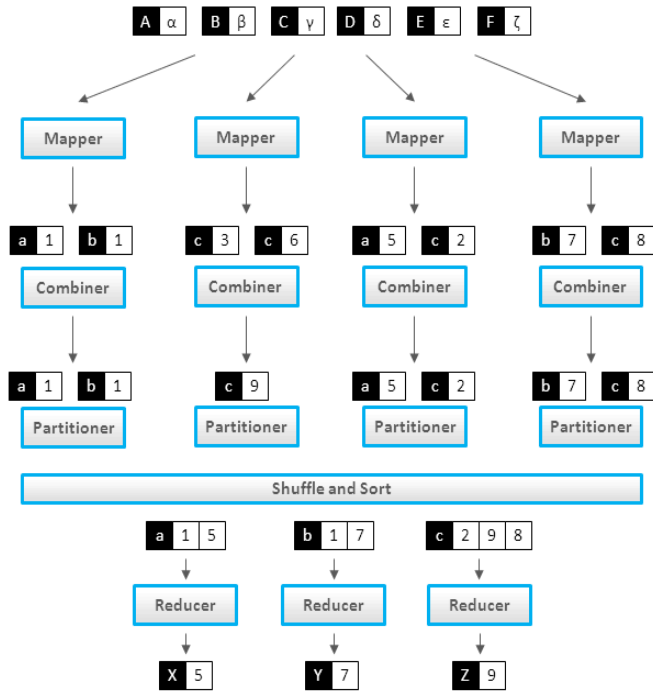 A α B β C γ D δ E ε F ζ
Mapper Mapper Mapper Mapper
a 1 b 1 c 3 c 6 a 5 c 2 b 7 c 8
Combiner Combiner Combiner Combiner
a 1 b 1 c 9 a 5 c 2 b 7 c 8
Partitioner Partitioner Partitioner Partitioner
Shuffle and Sort
a 1 5 b 1 7 c 2 9 8
Reducer Reducer Reducer
X 5 Y 7 Z 9